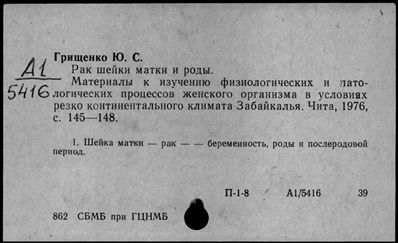 Грищенко Ю. С.
А1
5416
Рак шейки матки и роды.
Материалы к изучению физиологических и пато-
логических процессов женского организма в условиях
резко континентального климата Забайкалья. Чита, 1976,
с. 145—148.
1. Шейка матки — рак — — беременность, роды и послеродовой
период.
П-1-8 А1/5416 39
862 СБМБ при ГЦНМБ